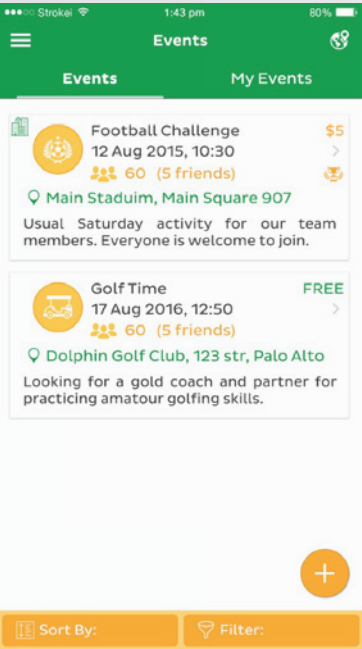 Strokei 1:43 pm 80%
Events
Events My Events
Football Challenge $5
12 Aug 2015, 10:30
60 (5 friends)
Main Staduim, Main Square 907
Usual Saturday activity for our team
members. Everyone is welcome to join.
Golf Time FREE
17 Aug 2016, 12:50
60 (5 friends)
Dolphin Golf Club, 123 str, Palo Alto
Looking for a gold coach and partner for
practicing amatour golfing skills.
+
Sort By: Filter: